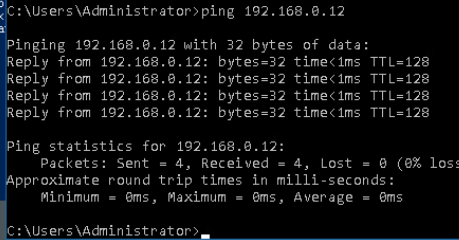 C:\Users\Administrator>ping 192.168.0.12
Pinging 192.168.0.12 with 32 bytes of data:
Reply from 192.168.0.12: bytes=32 time<1ms TTL=128
Reply from 192.168.0.12: bytes=32 time<1ms TTL=128
Reply from 192.168.0.12: bytes=32 time<1ms TTL=128
Reply from 192.168.0.12: bytes=32 time<1ms TTL=128
Ping statistics for 192.168.0.12:
Packets: Sent = 4, Received = 4, Lost = 0 (0% loss
Approximate round trip times in milli-seconds:
Minimum = 0ms, Maximum = 0ms, Average = 0ms
C:\Users\Administrator>